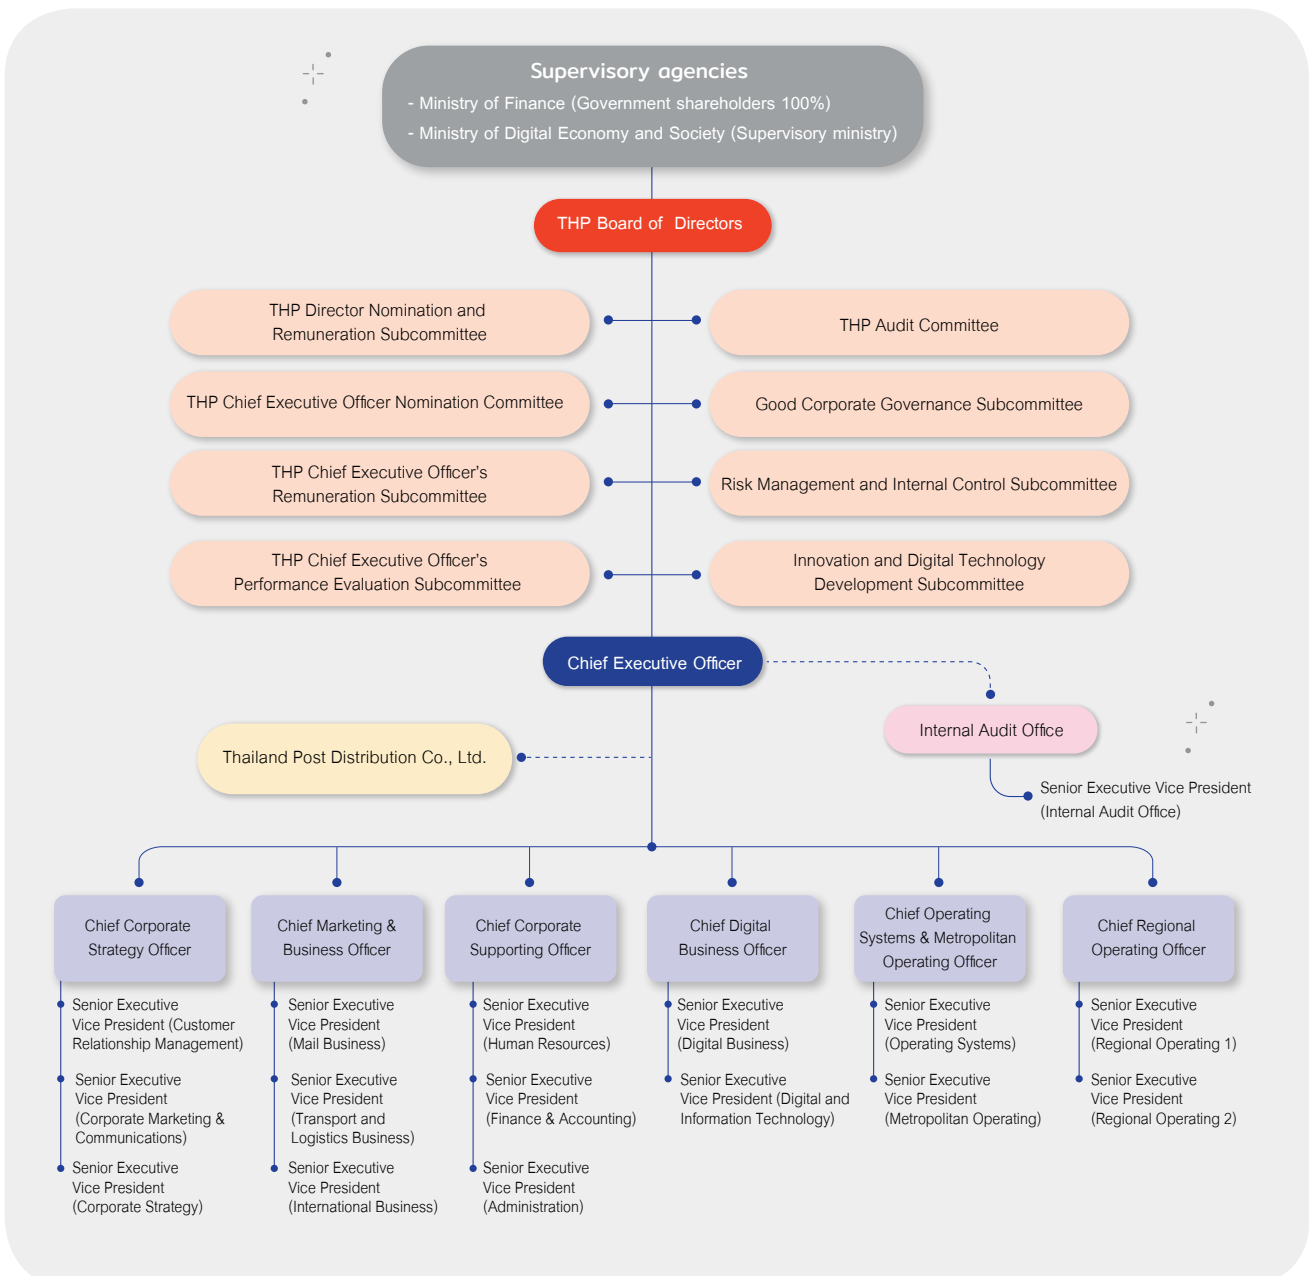 Supervisory agencies
- Ministry of Finance (Government shareholders 100%)
- Ministry of Digital Economy and Society (Supervisory ministry)
THP Board of Directors
THP Director Nomination and
Remuneration Subcommittee
THP Audit Committee
THP Chief Executive Officer Nomination Committee
Good Corporate Governance Subcommittee
THP Chief Executive Officer's
Remuneration Subcommittee
Risk Management and Internal Control Subcommittee
THP Chief Executive Officer's
Performance Evaluation Subcommittee
Innovation and Digital Technology
Development Subcommittee
Chief Executive Officer
Thailand Post Distribution Co., Ltd.
Internal Audit Office
Senior Executive Vice President
(Internal Audit Office)
Chief Corporate
Strategy Officer
Senior Executive
Vice President (Customer
Relationship Management)
Senior Executive
Vice President
(Corporate Marketing &
Communications)
Senior Executive
Vice President
(Corporate Strategy)
Chief Marketing &
Business Officer
Senior Executive
Vice President
(Mail Business)
Senior Executive
Vice President
(Transport and
Logistics Business)
Senior Executive
Vice President
(International Business)
Chief Corporate
Supporting Officer
Senior Executive
Vice President
(Human Resources)
Senior Executive
Vice President
(Finance & Accounting)
Senior Executive
Vice President
(Administration)
Chief Digital
Business Officer
Senior Executive
Vice President
(Digital Business)
Senior Executive
Vice President (Digital and
Information Technology)
Chief Operating
Systems & Metropolitan
Operating Officer
Senior Executive
Vice President
(Operating Systems)
Senior Executive
Vice President
(Metropolitan Operating)
Chief Regional
Operating Officer
Senior Executive
Vice President
(Regional Operating 1)
Senior Executive
Vice President
(Regional Operating 2)